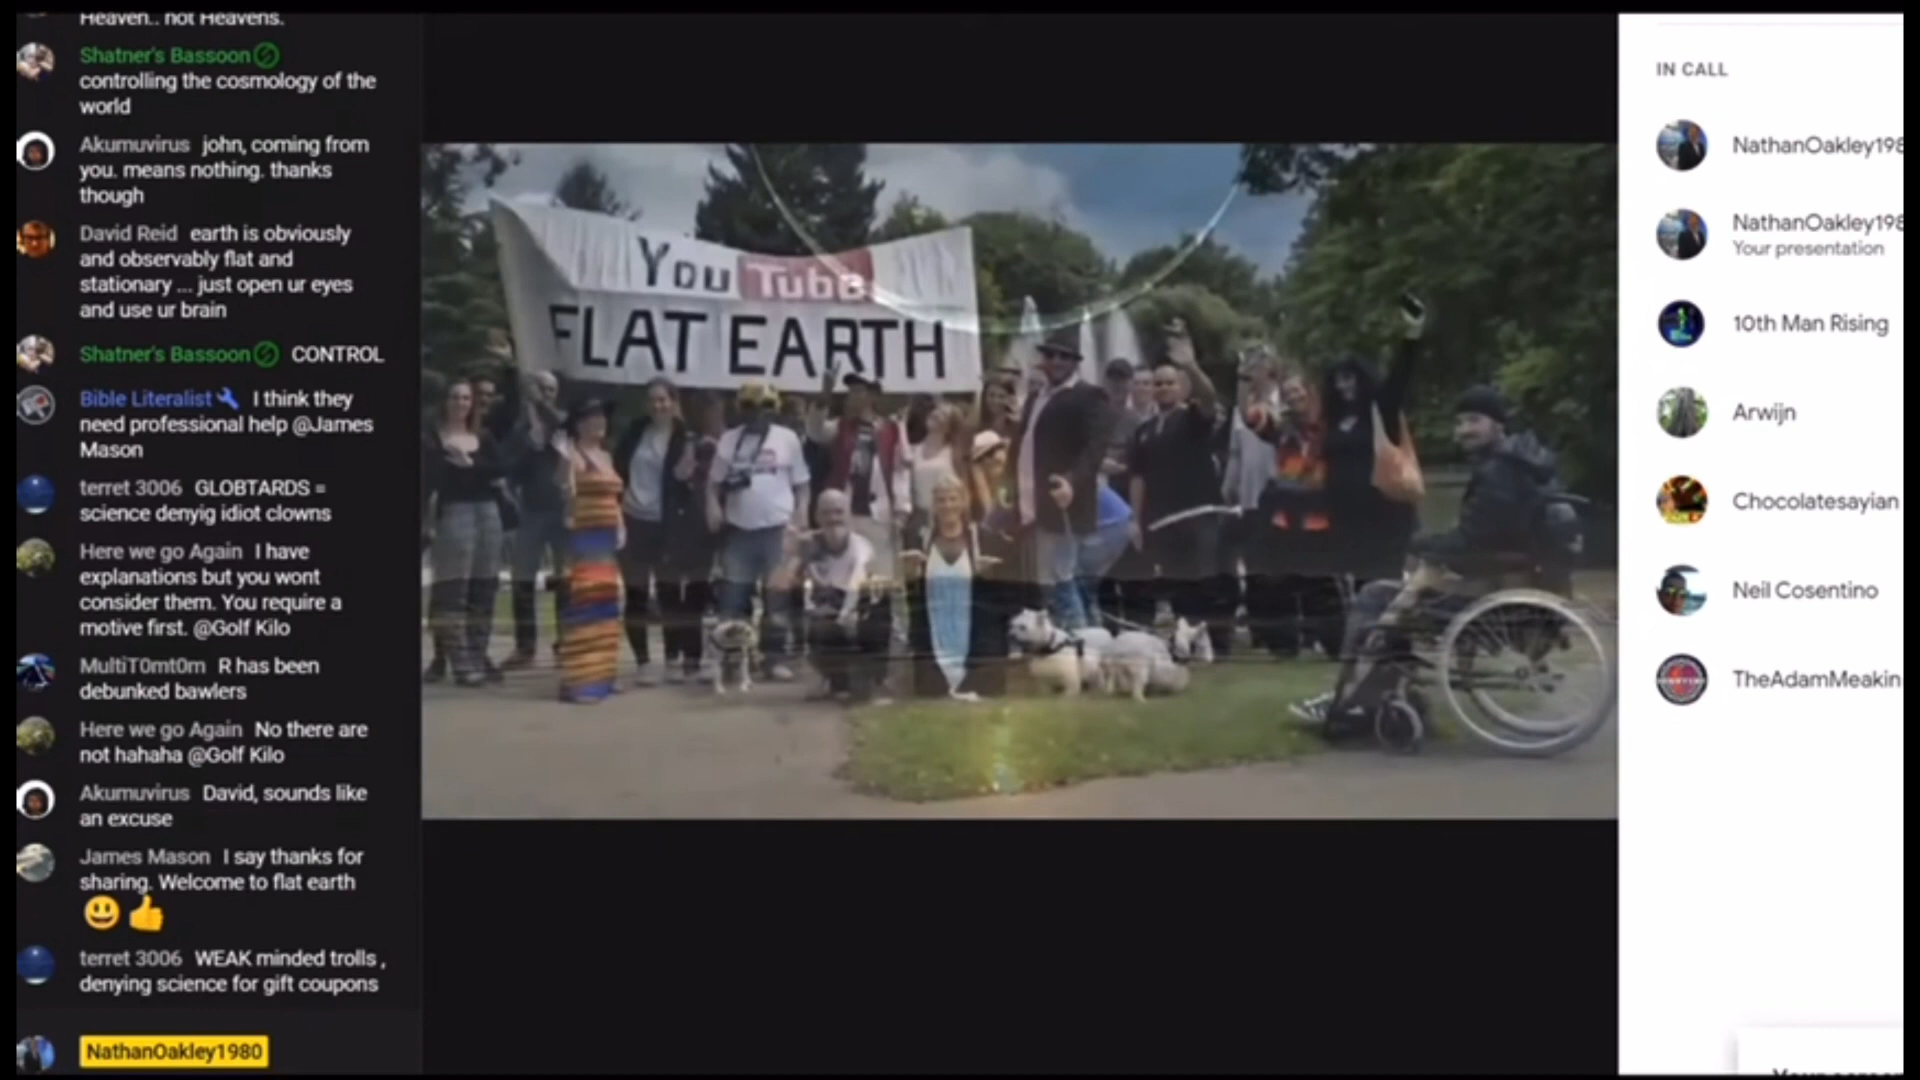 Heaven.. not Heavens.
Shatner's Bassoon
controlling the cosmology of the
world
Akumuvirus john, coming from
you. means nothing. thanks
though
David Reid earth is obviously
and observably flat and
stationary ... just open ur eyes
and use ur brain
Shatner's Bassoon CONTROL
Bible Literalist I think they
need professional help @James
Mason
terret 3006 GLOBTARDS =
science denyig idiot clowns
Here we go Again I have
explanations but you wont
consider them. You require a
motive first. @Golf Kilo
MultiT0mt0m R has been
debunked bawlers
Here we go Again No there are
not hahaha @Golf Kilo
Akumuvirus David, sounds like
an excuse
James Mason I say thanks for
sharing. Welcome to flat earth
😃👍
terret 3006 WEAK minded trolls ,
denying science for gift coupons
NathanOakley1980
You Tube
FLAT EARTH
IN CALL
NathanOakley198
NathanOakley198
Your presentation
10th Man Rising
Arwijn
Chocolatesayian
Neil Cosentino
TheAdamMeakin